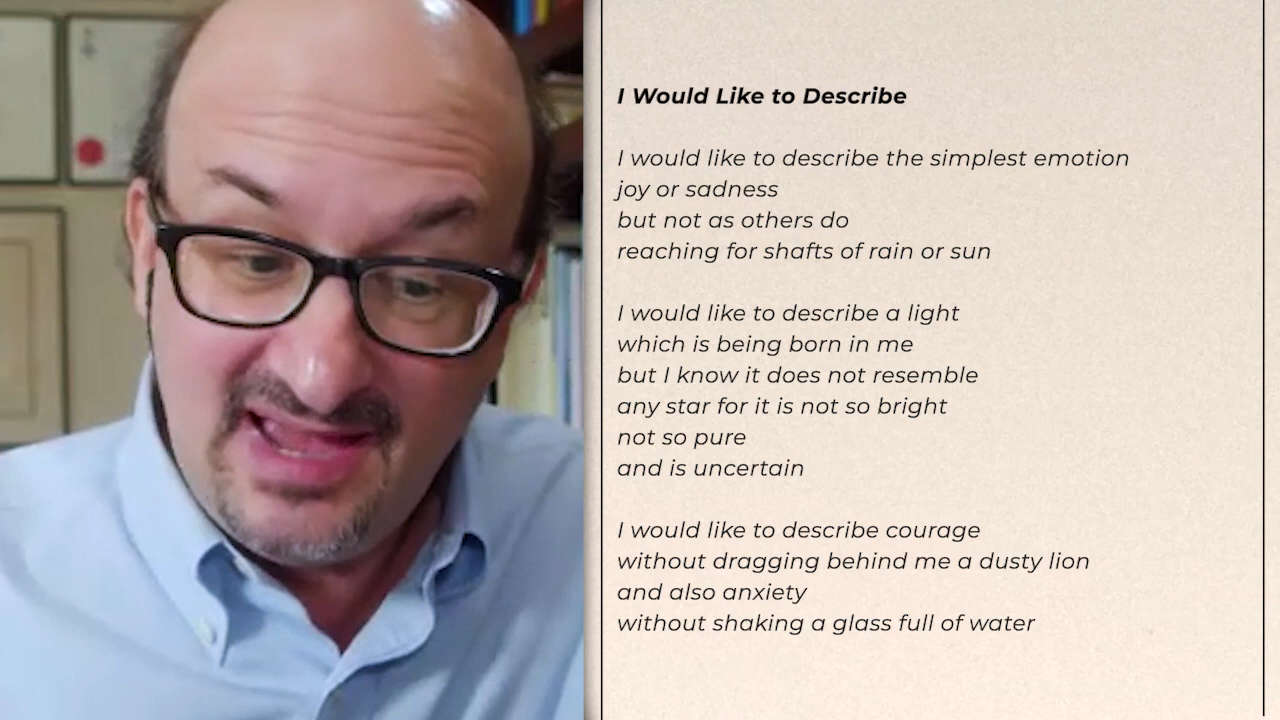 I Would Like to Describe
I would like to describe the simplest emotion
joy or sadness
but not as others do
reaching for shafts of rain or sun
I would like to describe a light
which is being born in me
but I know it does not resemble
any star for it is not so bright
not so pure
and is uncertain
I would like to describe courage
without dragging behind me a dusty lion
and also anxiety
without shaking a glass full of water